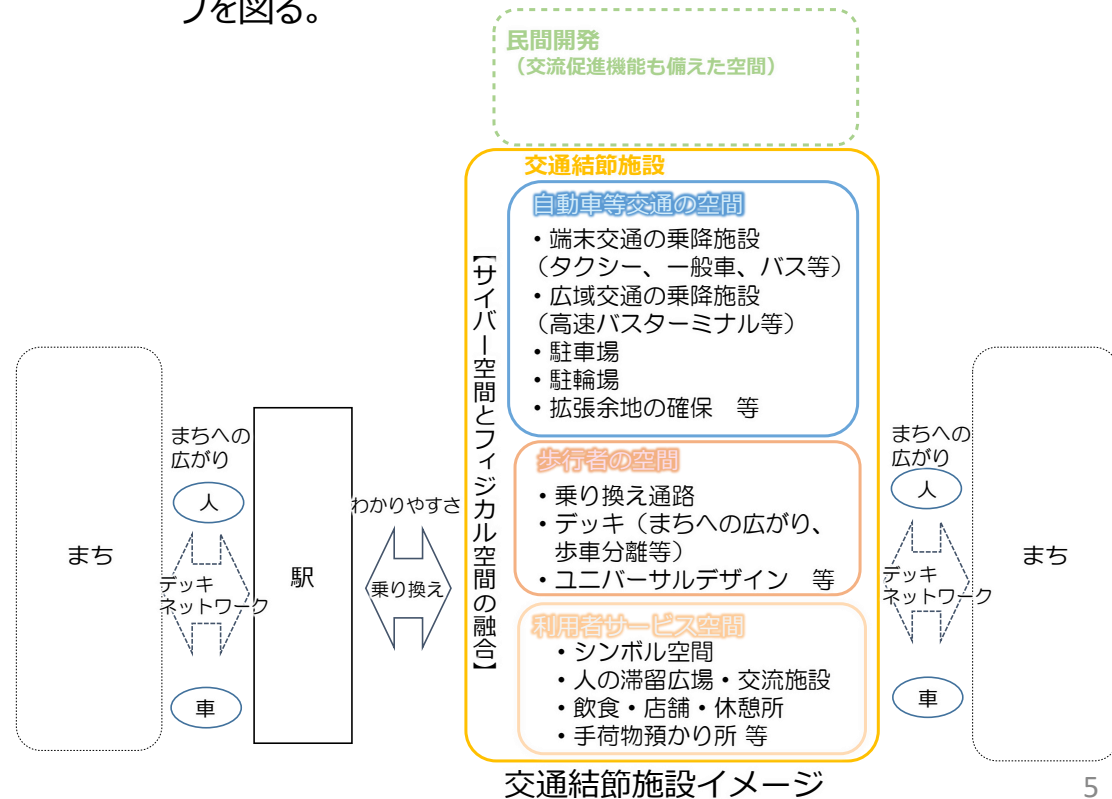 プを図る。
民間開発
（交流促進機能も備えた空間）
交通結節施設
【サイバー空間とフィジカル空間の融合】
自動車等交通の空間
・端末交通の乗降施設
（タクシー、一般車、バス等）
・広域交通の乗降施設
（高速バスターミナル等）
・駐車場
・駐輪場
・拡張余地の確保　等
歩行者の空間
・乗り換え通路
・デッキ（まちへの広がり、
歩車分離等）
・ユニバーサルデザイン　等
利用者サービス空間
・シンボル空間
・人の滞留広場・交流施設
・飲食・店舗・休憩所
・手荷物預かり所 等
まち
まちへの
広がり
人
デッキ
ネットワーク
車
駅
わかりやすさ
乗り換え
まちへの
広がり
人
デッキ
ネットワーク
車
まち
交通結節施設イメージ
5